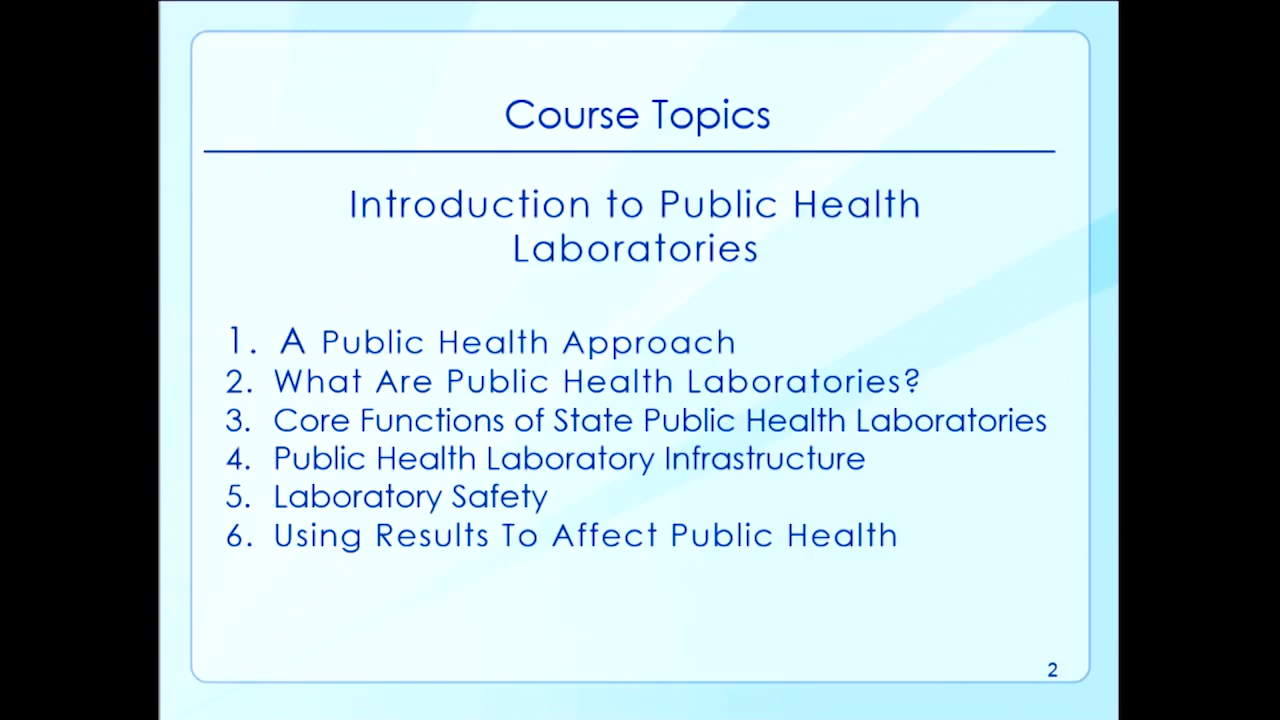 Course Topics
Introduction to Public Health
Laboratories
1. A Public Health Approach
2. What Are Public Health Laboratories?
3. Core Functions of State Public Health Laboratories
4. Public Health Laboratory Infrastructure
5. Laboratory Safety
6. Using Results To Affect Public Health
2